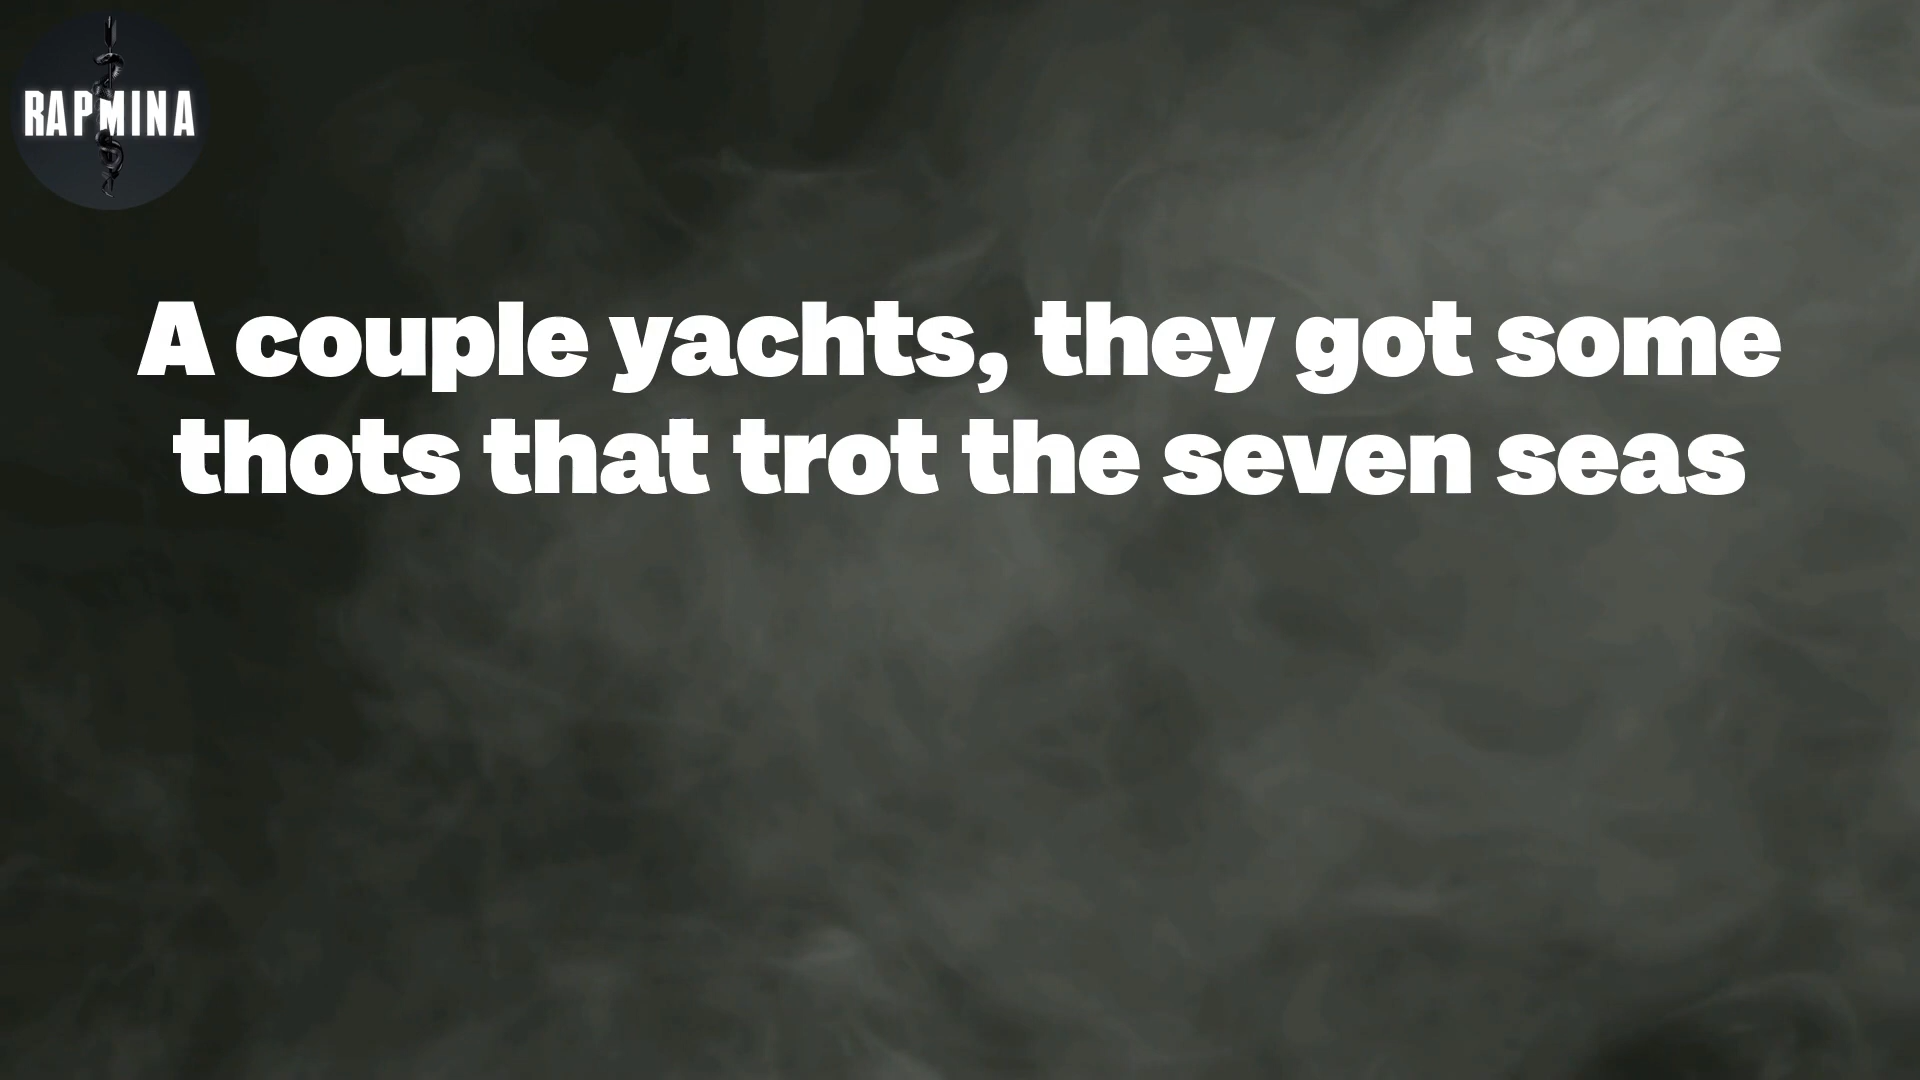 RAPMINA
A couple yachts, they got some
thots that trot the seven seas